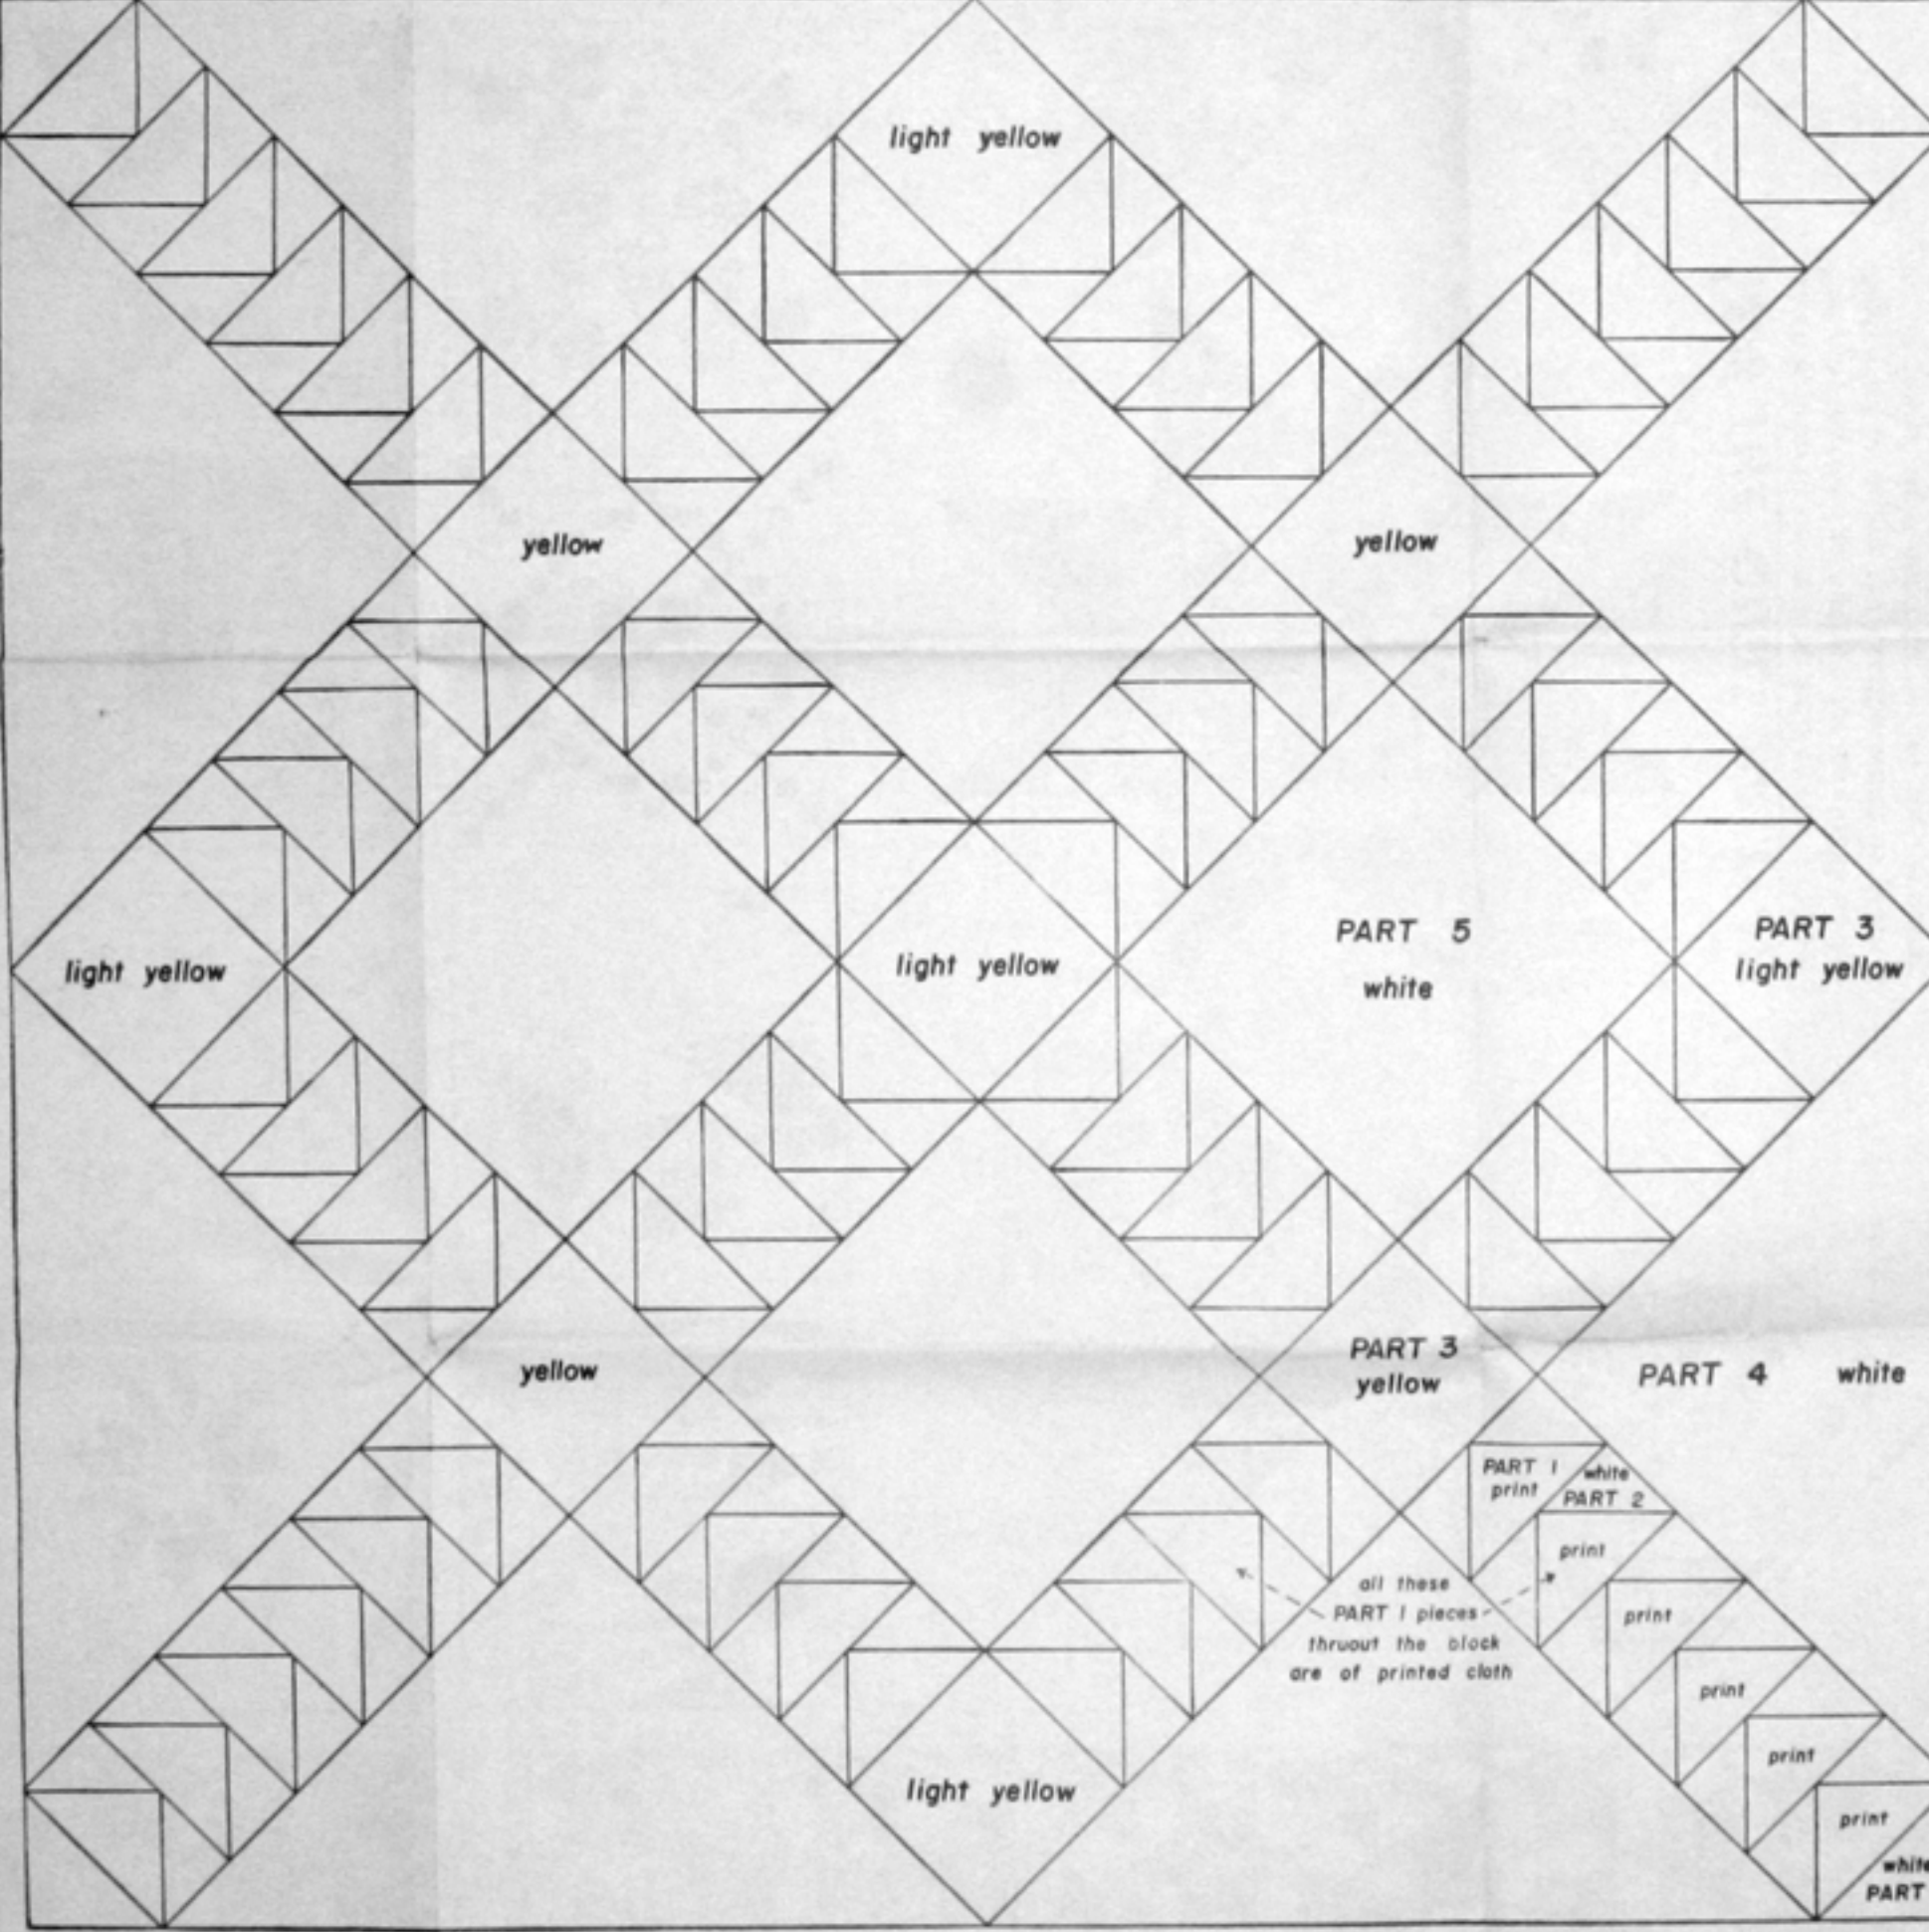 light yellow
yellow
yellow
light yellow
light yellow
PART 5
white
PART 3
light yellow
yellow
PART 3
yellow
PART 4 white
PART 1
print
white
PART 2
print
all these
PART 1 pieces
thruout the block
are of printed cloth
print
print
print
print
light yellow
white
PART